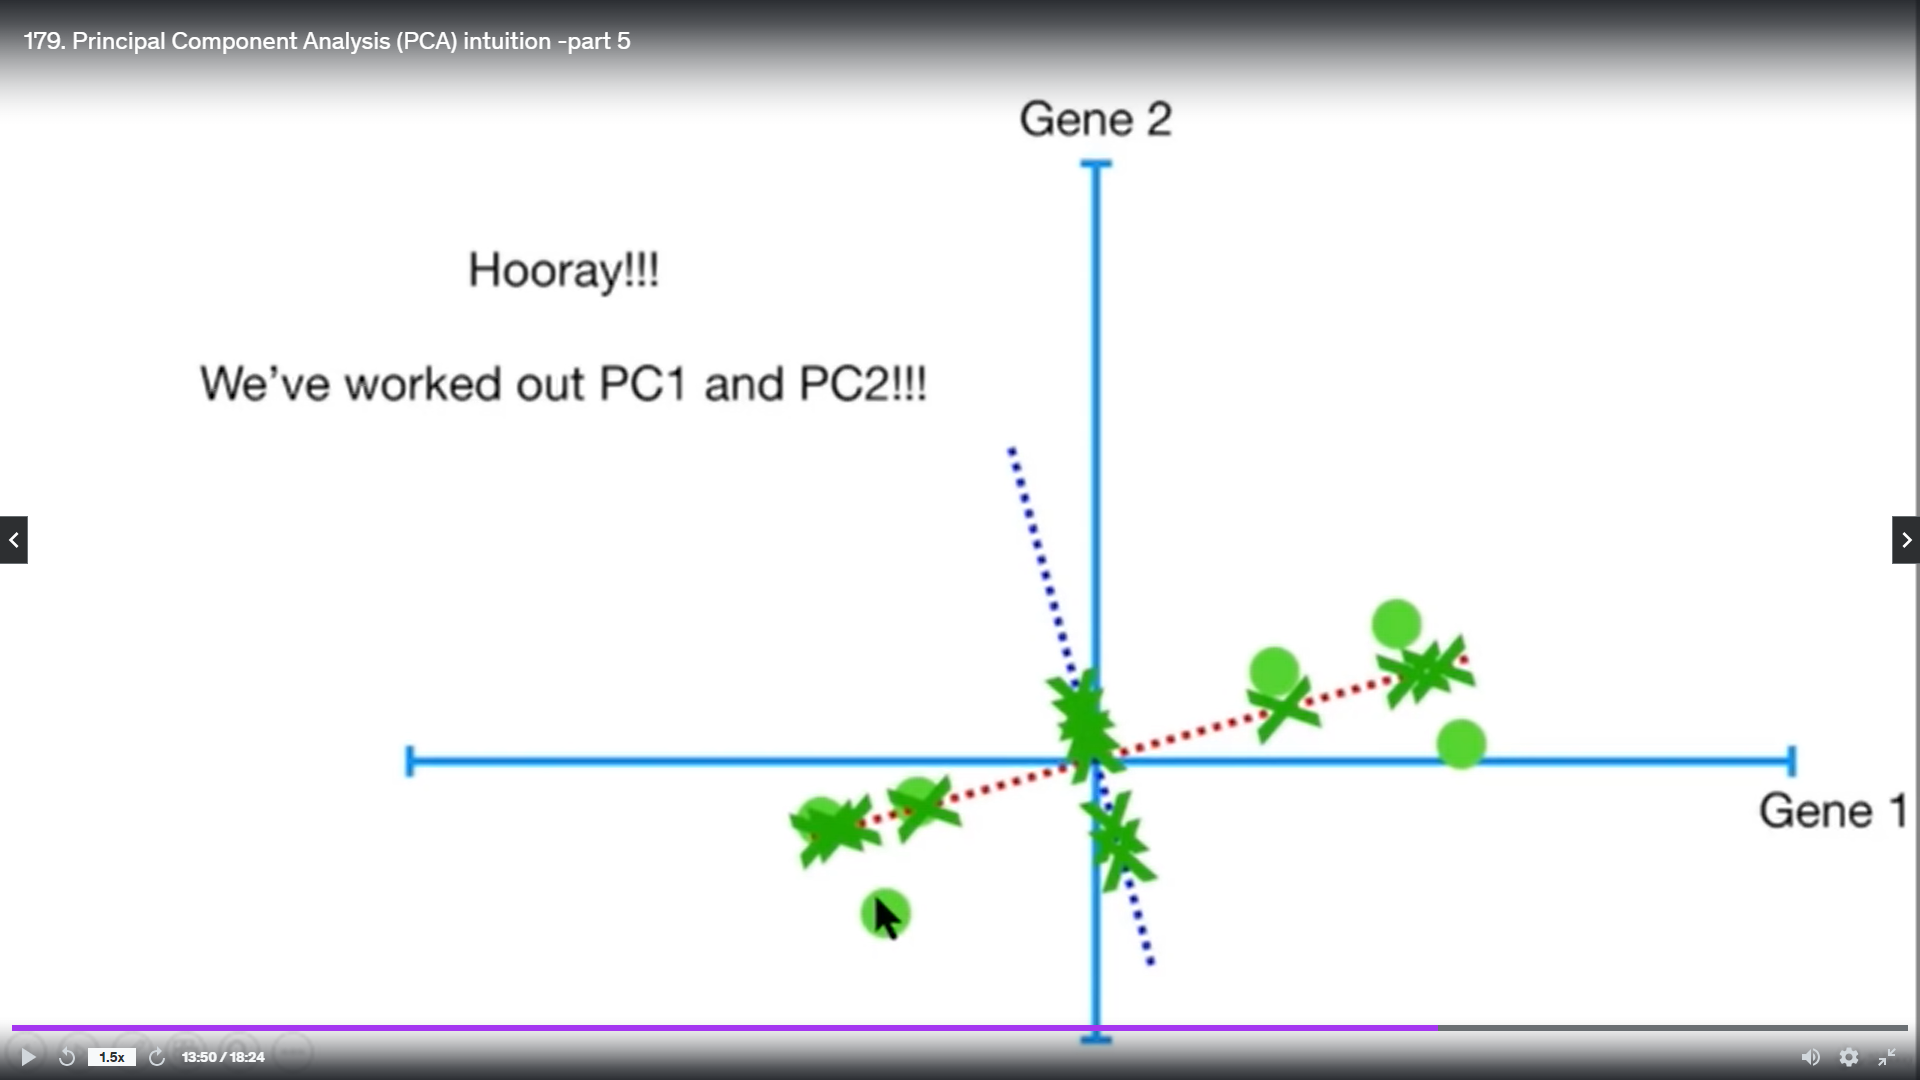 179. Principal Component Analysis (PCA) intuition -part 5
Gene 2
Hooray!!!
We've worked out PC1 and PC2!!!
Gene 1
1.5x
13:50 / 18:24